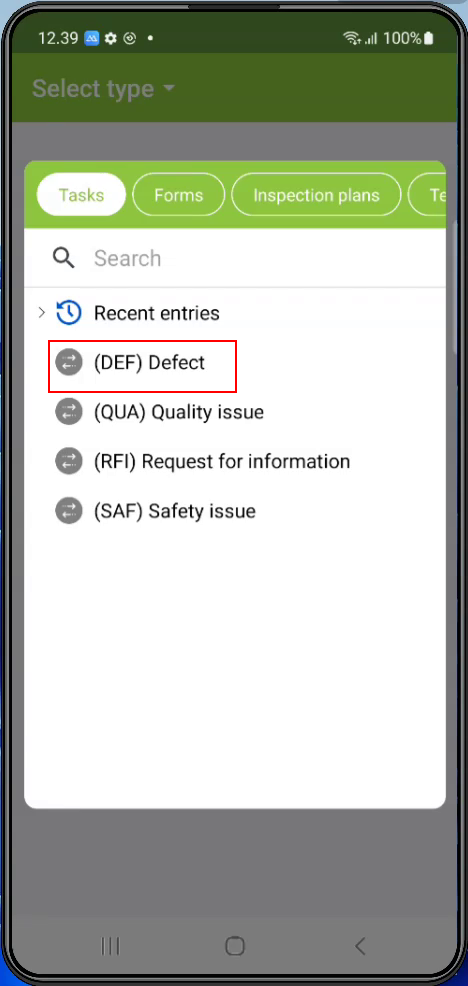 12.39 100%
Select type
Tasks Forms Inspection plans Te
Search
Recent entries
(DEF) Defect
(QUA) Quality issue
(RFI) Request for information
(SAF) Safety issue